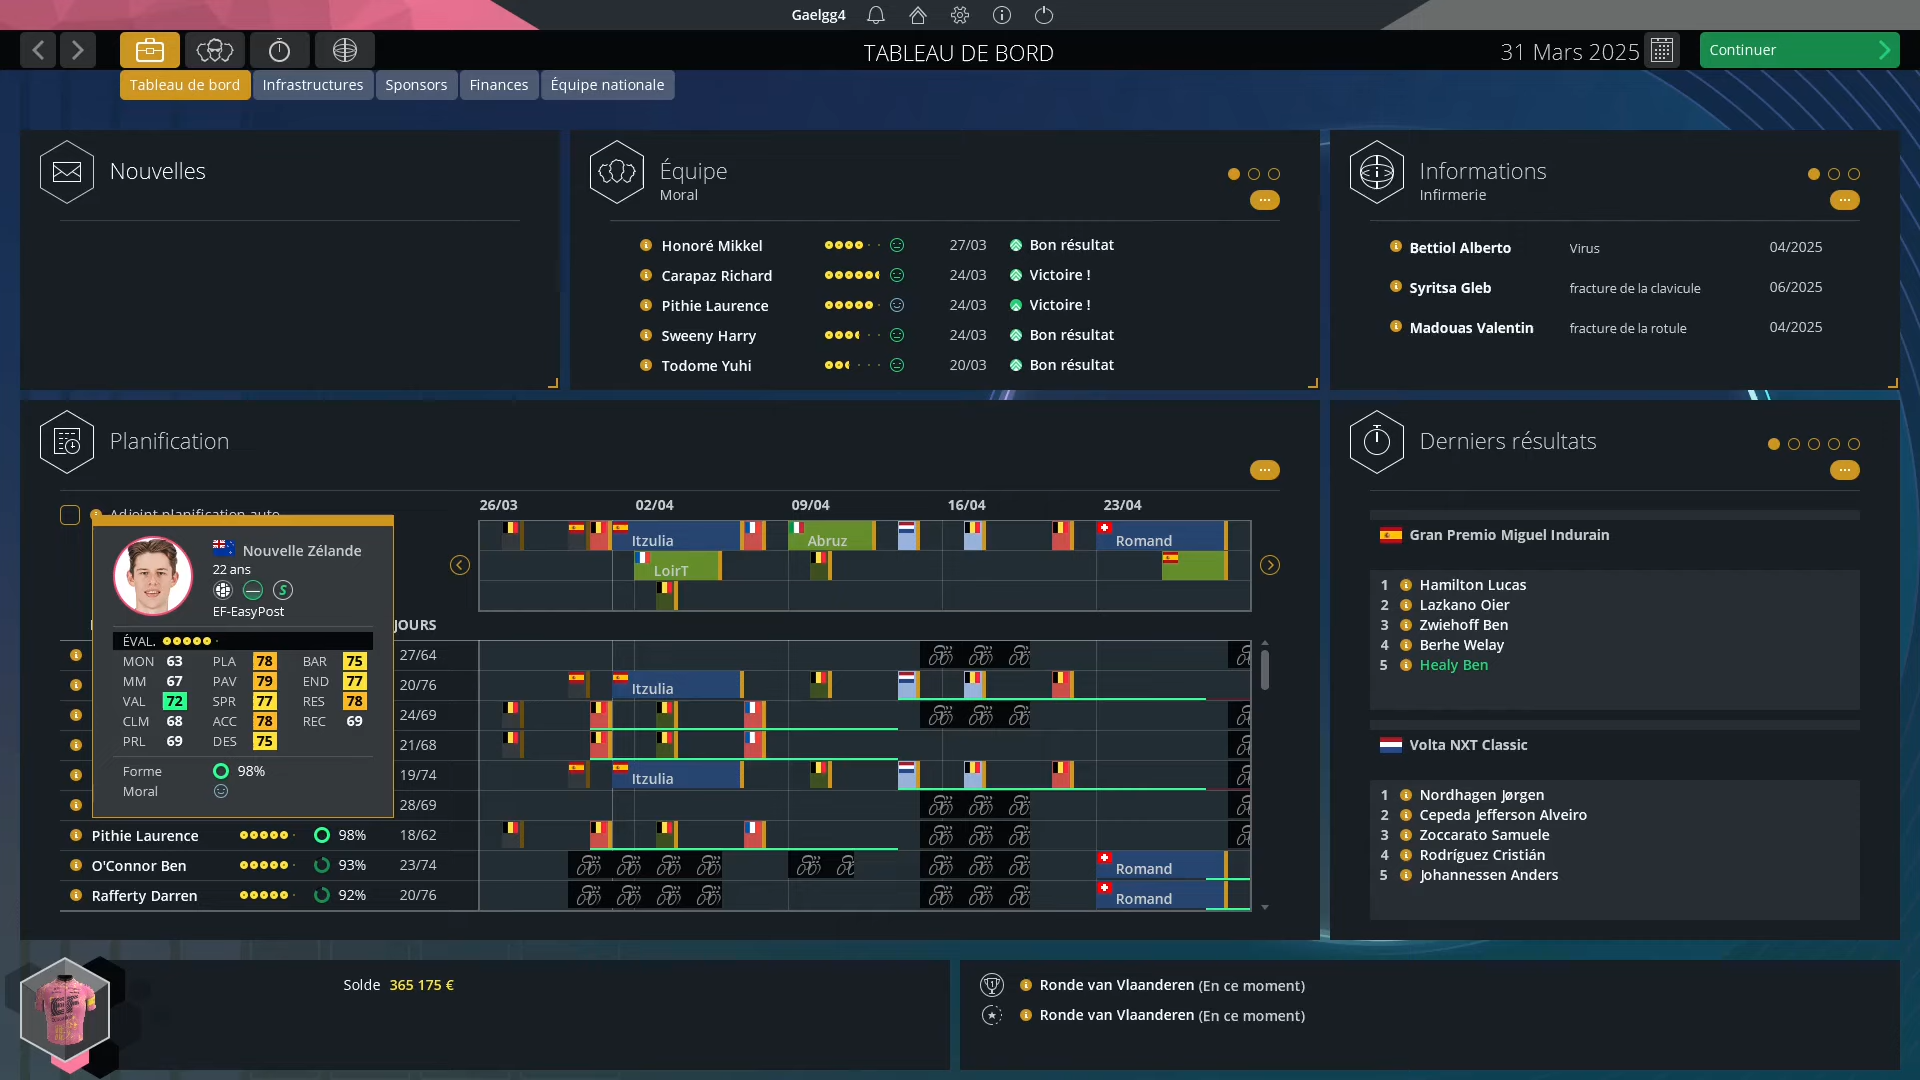 Gaelgg4
TABLEAU DE BORD
31 Mars 2025
Continuer
Tableau de bord
Infrastructures
Sponsors
Finances
Équipe nationale
Nouvelles
Équipe
Moral
Honoré Mikkel 27/03 Bon résultat
Carapaz Richard 24/03 Victoire !
Pithie Laurence 24/03 Victoire !
Sweeny Harry 24/03 Bon résultat
Todome Yuhi 20/03 Bon résultat
Informations
Infirmerie
Bettiol Alberto Virus 04/2025
Syritsa Gleb fracture de la clavicule 06/2025
Madouas Valentin fracture de la rotule 04/2025
Planification
26/03 02/04 09/04 16/04 23/04
Adjoint planification auto
Itzulia Abruz Romand
LoirT
Nouvelle Zélande
22 ans
S
EF-EasyPost
ÉVAL.
MON 63 PLA 78 BAR 75
MM 67 PAV 79 END 77
VAL 72 SPR 77 RES 78
CLM 68 ACC 78 REC 69
PRL 69 DES 75
Forme 98%
Moral
JOURS
27/64
20/76 Itzulia
24/69
21/68
19/74 Itzulia
28/69
Pithie Laurence 98% 18/62
O'Connor Ben 93% 23/74 Romand
Rafferty Darren 92% 20/76 Romand
Derniers résultats
Gran Premio Miguel Indurain
1 Hamilton Lucas
2 Lazkano Oier
3 Zwiehoff Ben
4 Berhe Welay
5 Healy Ben
Volta NXT Classic
1 Nordhagen Jørgen
2 Cepeda Jefferson Alveiro
3 Zoccarato Samuele
4 Rodríguez Cristián
5 Johannessen Anders
Solde 365 175 €
Ronde van Vlaanderen (En ce moment)
Ronde van Vlaanderen (En ce moment)